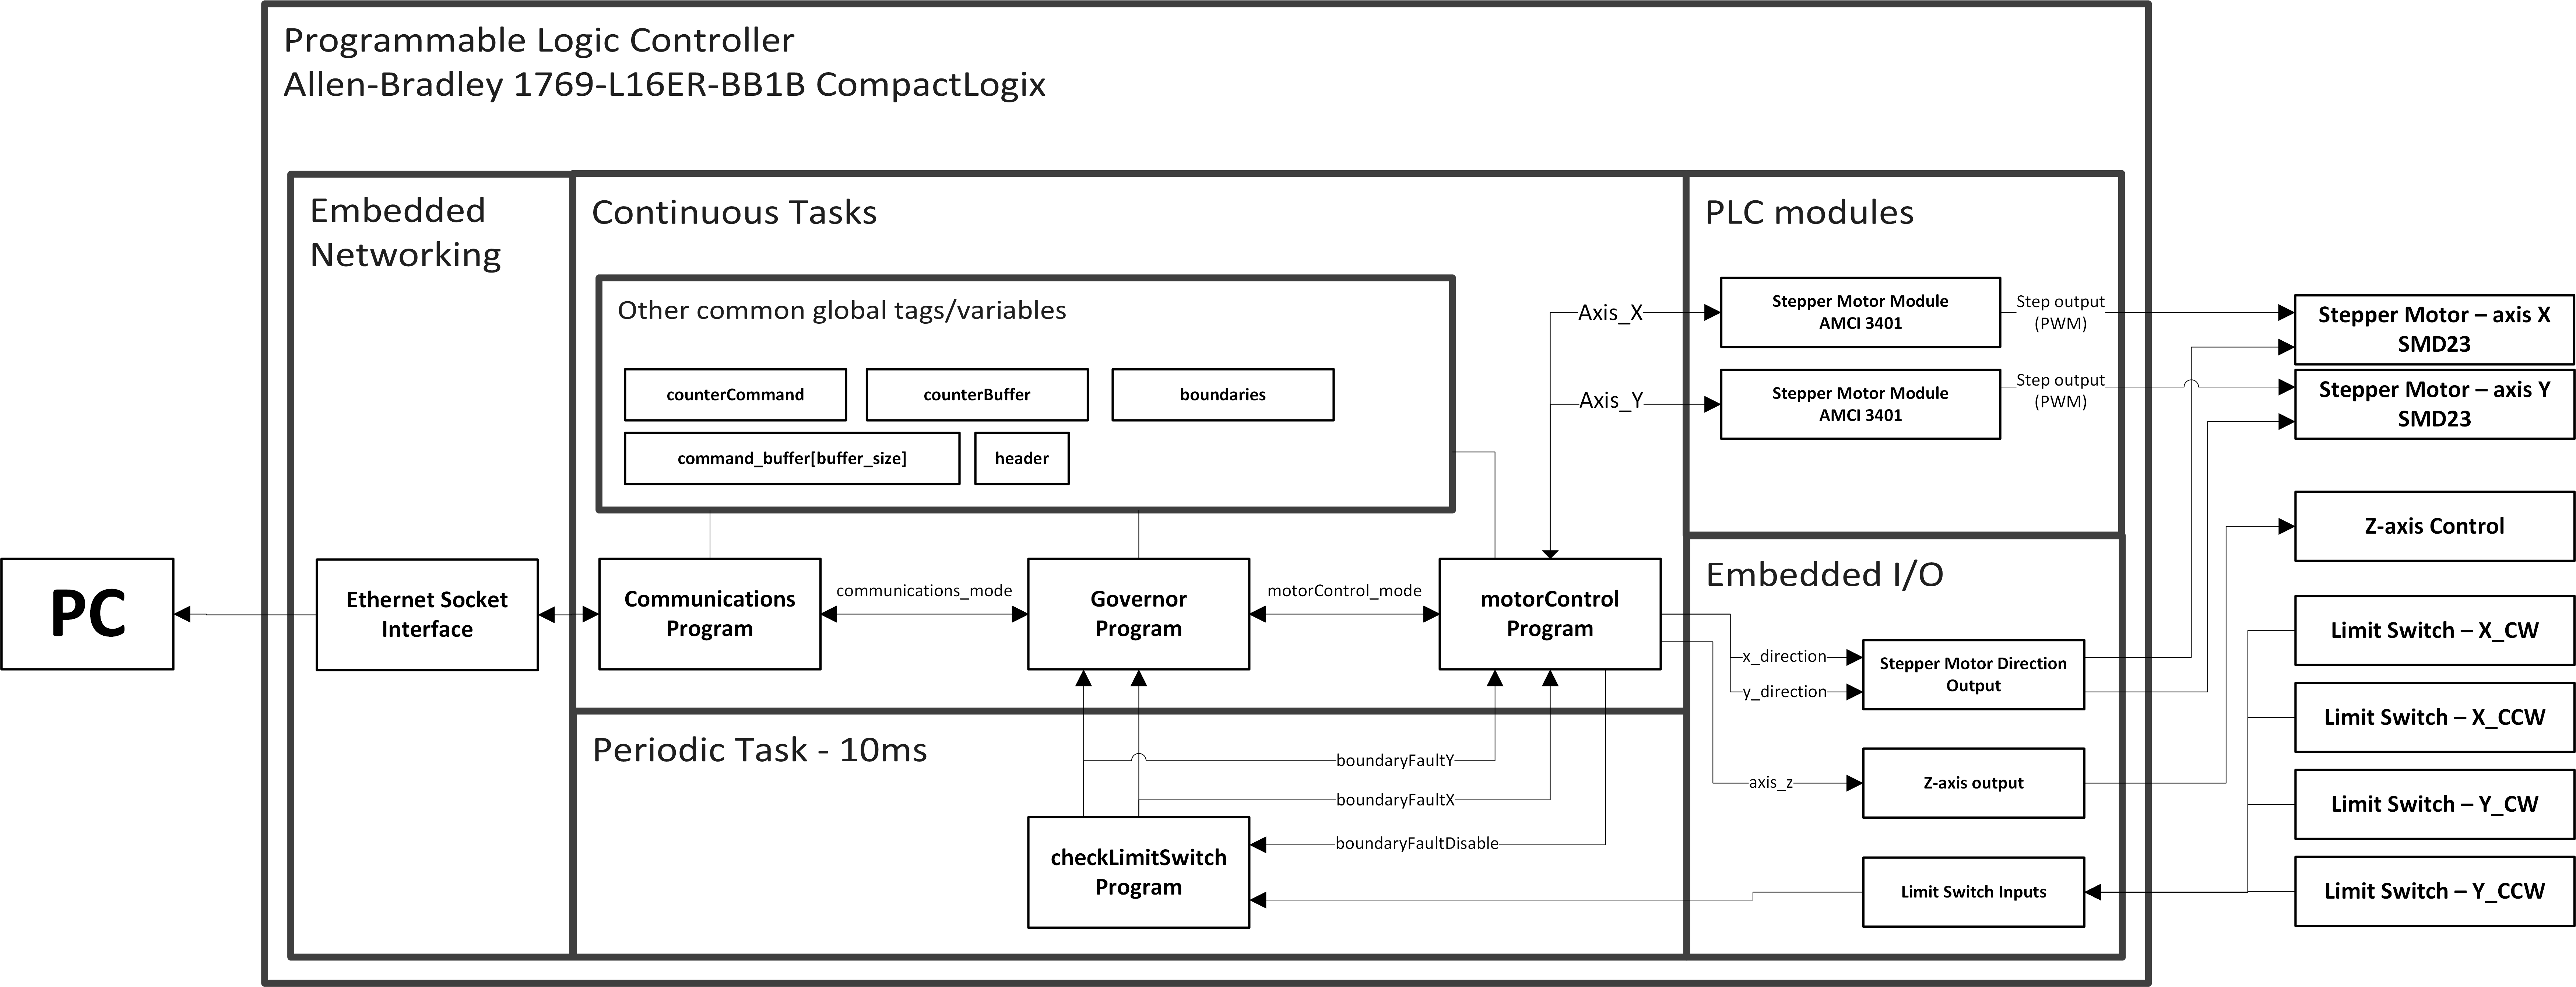 Programmable Logic Controller
Allen-Bradley 1769-L16ER-BB1B CompactLogix
Embedded
Networking
Continuous Tasks
PLC modules
Other common global tags/variables
counterCommand
counterBuffer
boundaries
command_buffer[buffer_size]
header
Axis_X
Axis_Y
Stepper Motor Module
AMCI 3401
Stepper Motor Module
AMCI 3401
Step output
(PWM)
Step output
(PWM)
Stepper Motor – axis X
SMD23
Stepper Motor – axis Y
SMD23
Z-axis Control
PC
Ethernet Socket
Interface
Communications
Program
communications_mode
Governor
Program
motorControl_mode
motorControl
Program
Embedded I/O
x_direction
y_direction
Stepper Motor Direction
Output
axis_z
Z-axis output
Limit Switch Inputs
Limit Switch – X_CW
Limit Switch – X_CCW
Limit Switch – Y_CW
Limit Switch – Y_CCW
Periodic Task - 10ms
boundaryFaultY
boundaryFaultX
boundaryFaultDisable
checkLimitSwitch
Program